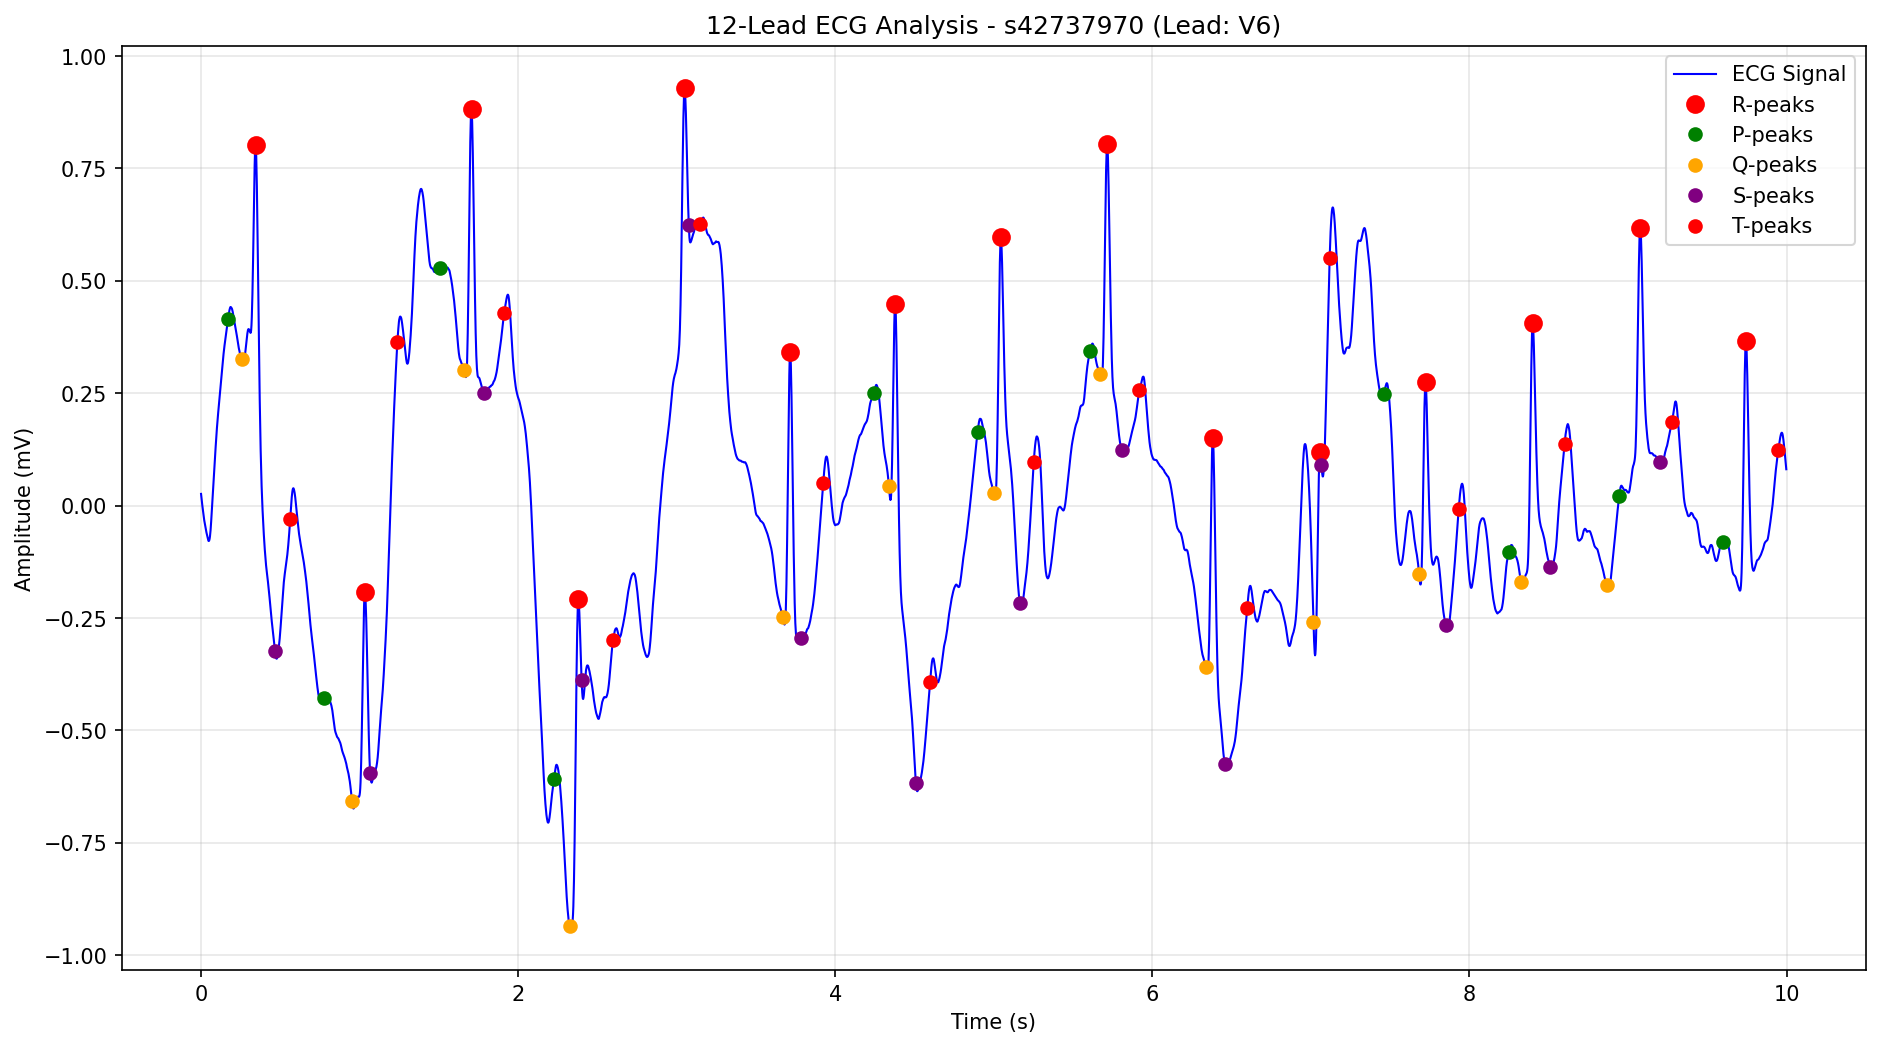 12-Lead ECG Analysis - s42737970 (Lead: V6)
1.00
0.75
0.50
0.25
0.00
−0.25
−0.50
−0.75
−1.00
Amplitude (mV)
ECG Signal
R-peaks
P-peaks
Q-peaks
S-peaks
T-peaks
0 2 4 6 8 10
Time (s)